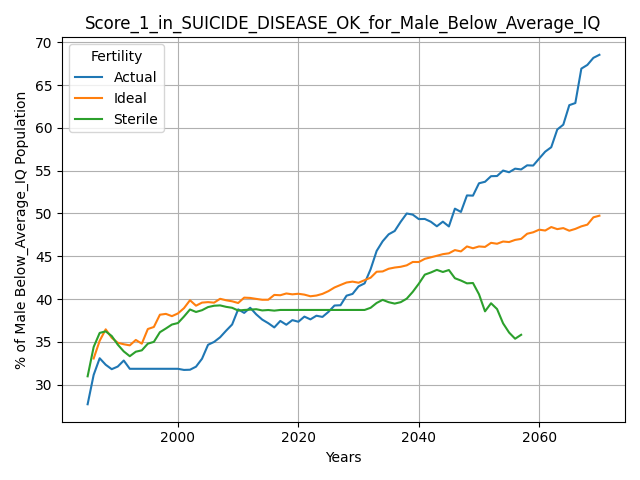 Score_1_in_SUICIDE_DISEASE_OK_for_Male_Below_Average_IQ
% of Male Below_Average_IQ Population
70
65
60
55
50
45
40
35
30
Fertility
Actual
Ideal
Sterile
2000
2020
2040
2060
Years